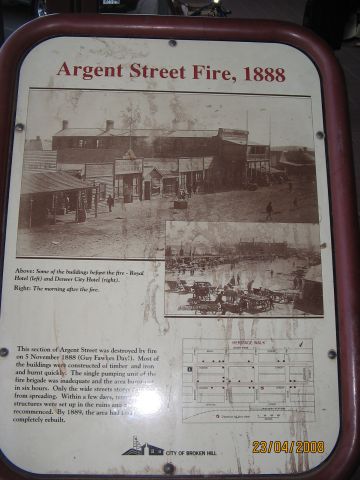 Argent Street Fire, 1888
Above: Some of the buildings before the fire - Royal
Hotel (left) and Denver City Hotel (right).
Right: The morning after the fire.
This section of Argent Street was destroyed by fire
on 5 November 1888 (Guy Fawkes Day!). Most of
the buildings were constructed of timber and iron
and burnt quickly. The single pumping unit of the
fire brigade was inadequate and the area burnt out
in six hours. Only the wide streets stopped
from spreading. Within a few days,
structures were set up in the ruins and
recommenced. By 1889, the area had
completely rebuilt.
HERITAGE WALK
CITY OF BROKEN HILL
23/04/2008